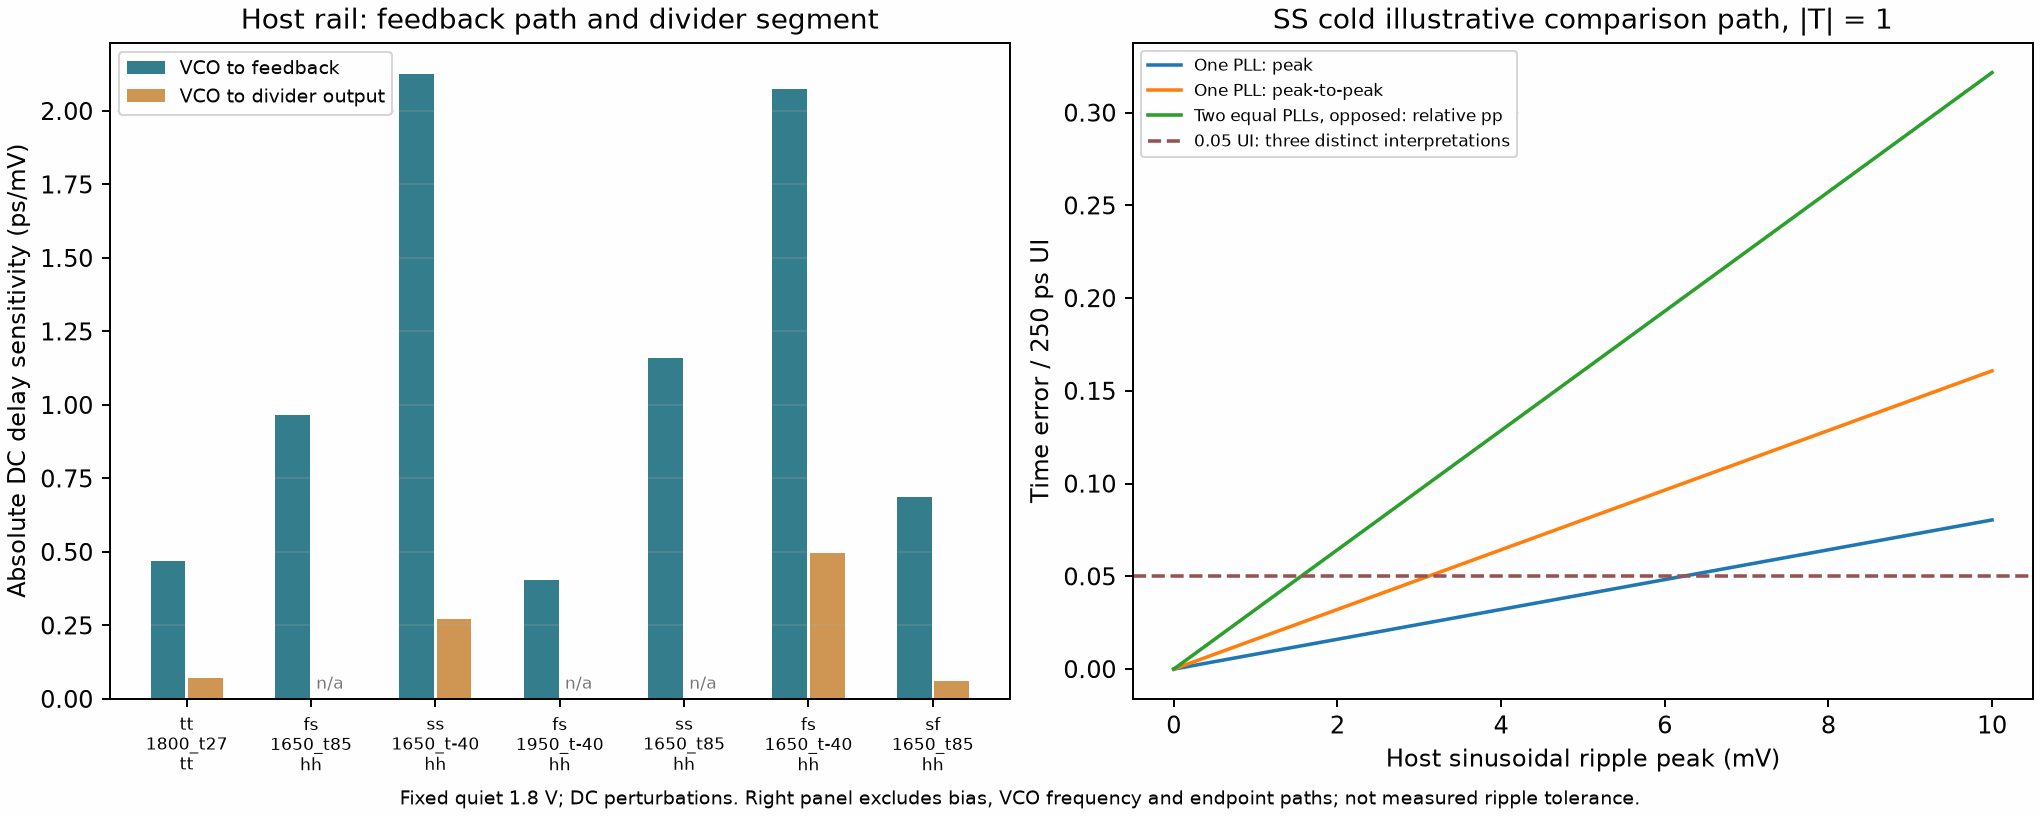 Host rail: feedback path and divider segment
Absolute DC delay sensitivity (ps/mV)
VCO to feedback
VCO to divider output
2.00
1.75
1.50
1.25
1.00
0.75
0.50
0.25
0.00
n/a
n/a
n/a
tt
1800_t27
tt
fs
1650_t85
hh
ss
1650_t-40
hh
fs
1950_t-40
hh
ss
1650_t85
hh
fs
1650_t-40
hh
sf
1650_t85
hh
SS cold illustrative comparison path, |T| = 1
Time error / 250 ps UI
One PLL: peak
One PLL: peak-to-peak
Two equal PLLs, opposed: relative pp
0.05 UI: three distinct interpretations
0.30
0.25
0.20
0.15
0.10
0.05
0.00
0 2 4 6 8 10
Host sinusoidal ripple peak (mV)
Fixed quiet 1.8 V; DC perturbations. Right panel excludes bias, VCO frequency and endpoint paths; not measured ripple tolerance.